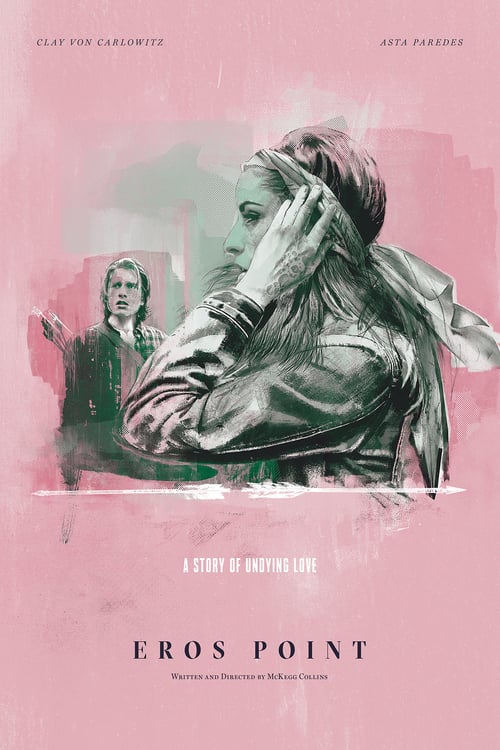 CLAY VON CARLOWITZ ASTA PAREDES
A STORY OF UNDYING LOVE
EROS POINT
WRITTEN AND DIRECTED BY MCKEGG COLLINS